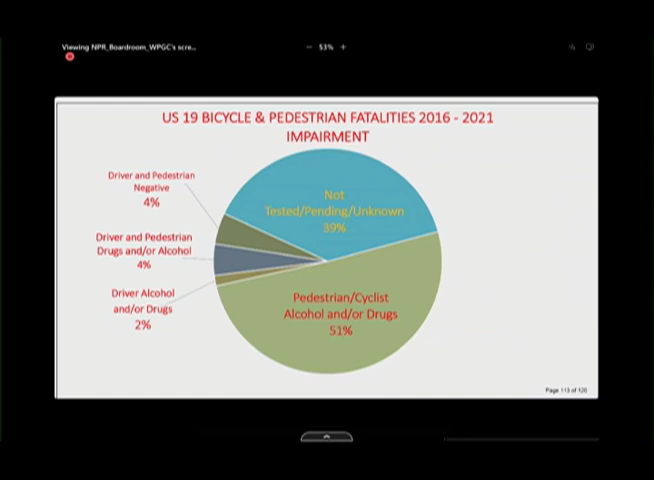 Viewing NPR_Boardroom_WPGC's scre...
− 53% +
US 19 BICYCLE & PEDESTRIAN FATALITIES 2016 - 2021
IMPAIRMENT
Driver and Pedestrian
Negative
4%
Not
Tested/Pending/Unknown
39%
Driver and Pedestrian
Drugs and/or Alcohol
4%
Driver Alcohol
and/or Drugs
2%
Pedestrian/Cyclist
Alcohol and/or Drugs
51%
Page 113 of 120